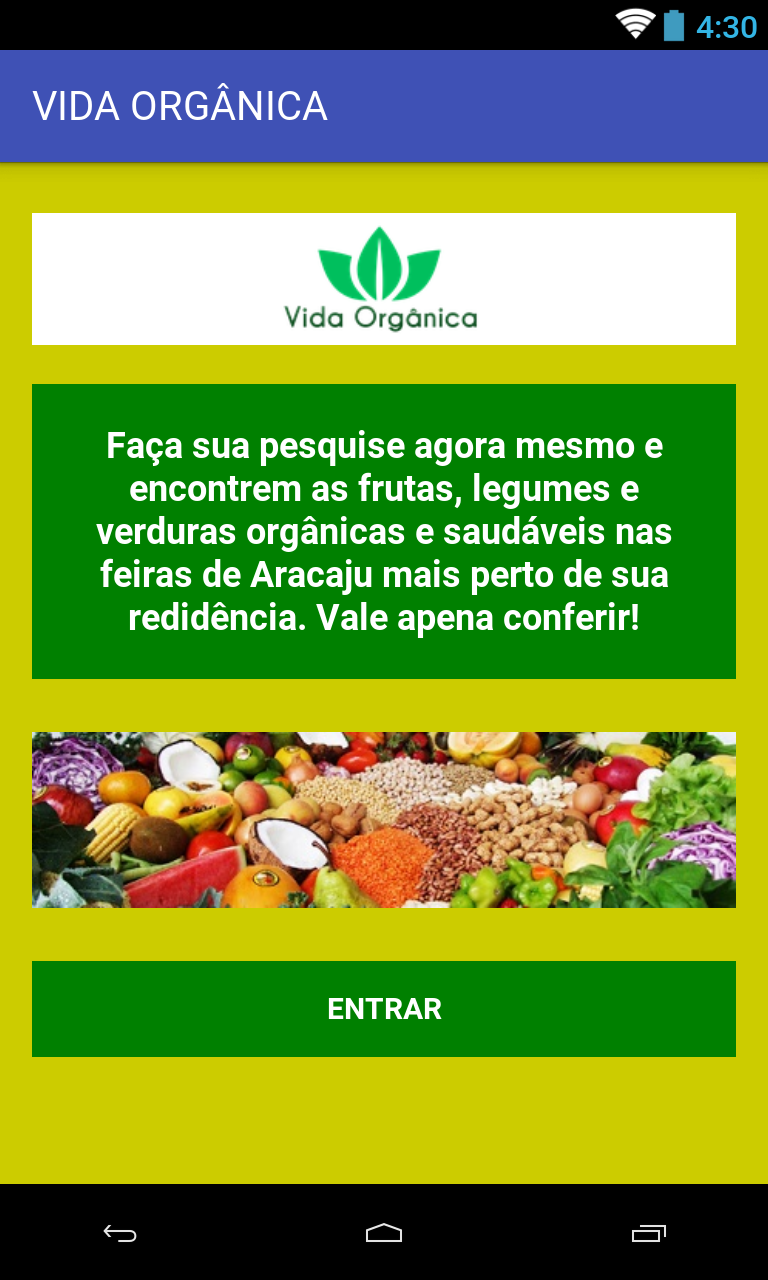 4:30
VIDA ORGÂNICA
Vida Orgânica
Faça sua pesquise agora mesmo e
encontrem as frutas, legumes e
verduras orgânicas e saudáveis nas
feiras de Aracaju mais perto de sua
redidência. Vale apena conferir!
ENTRAR